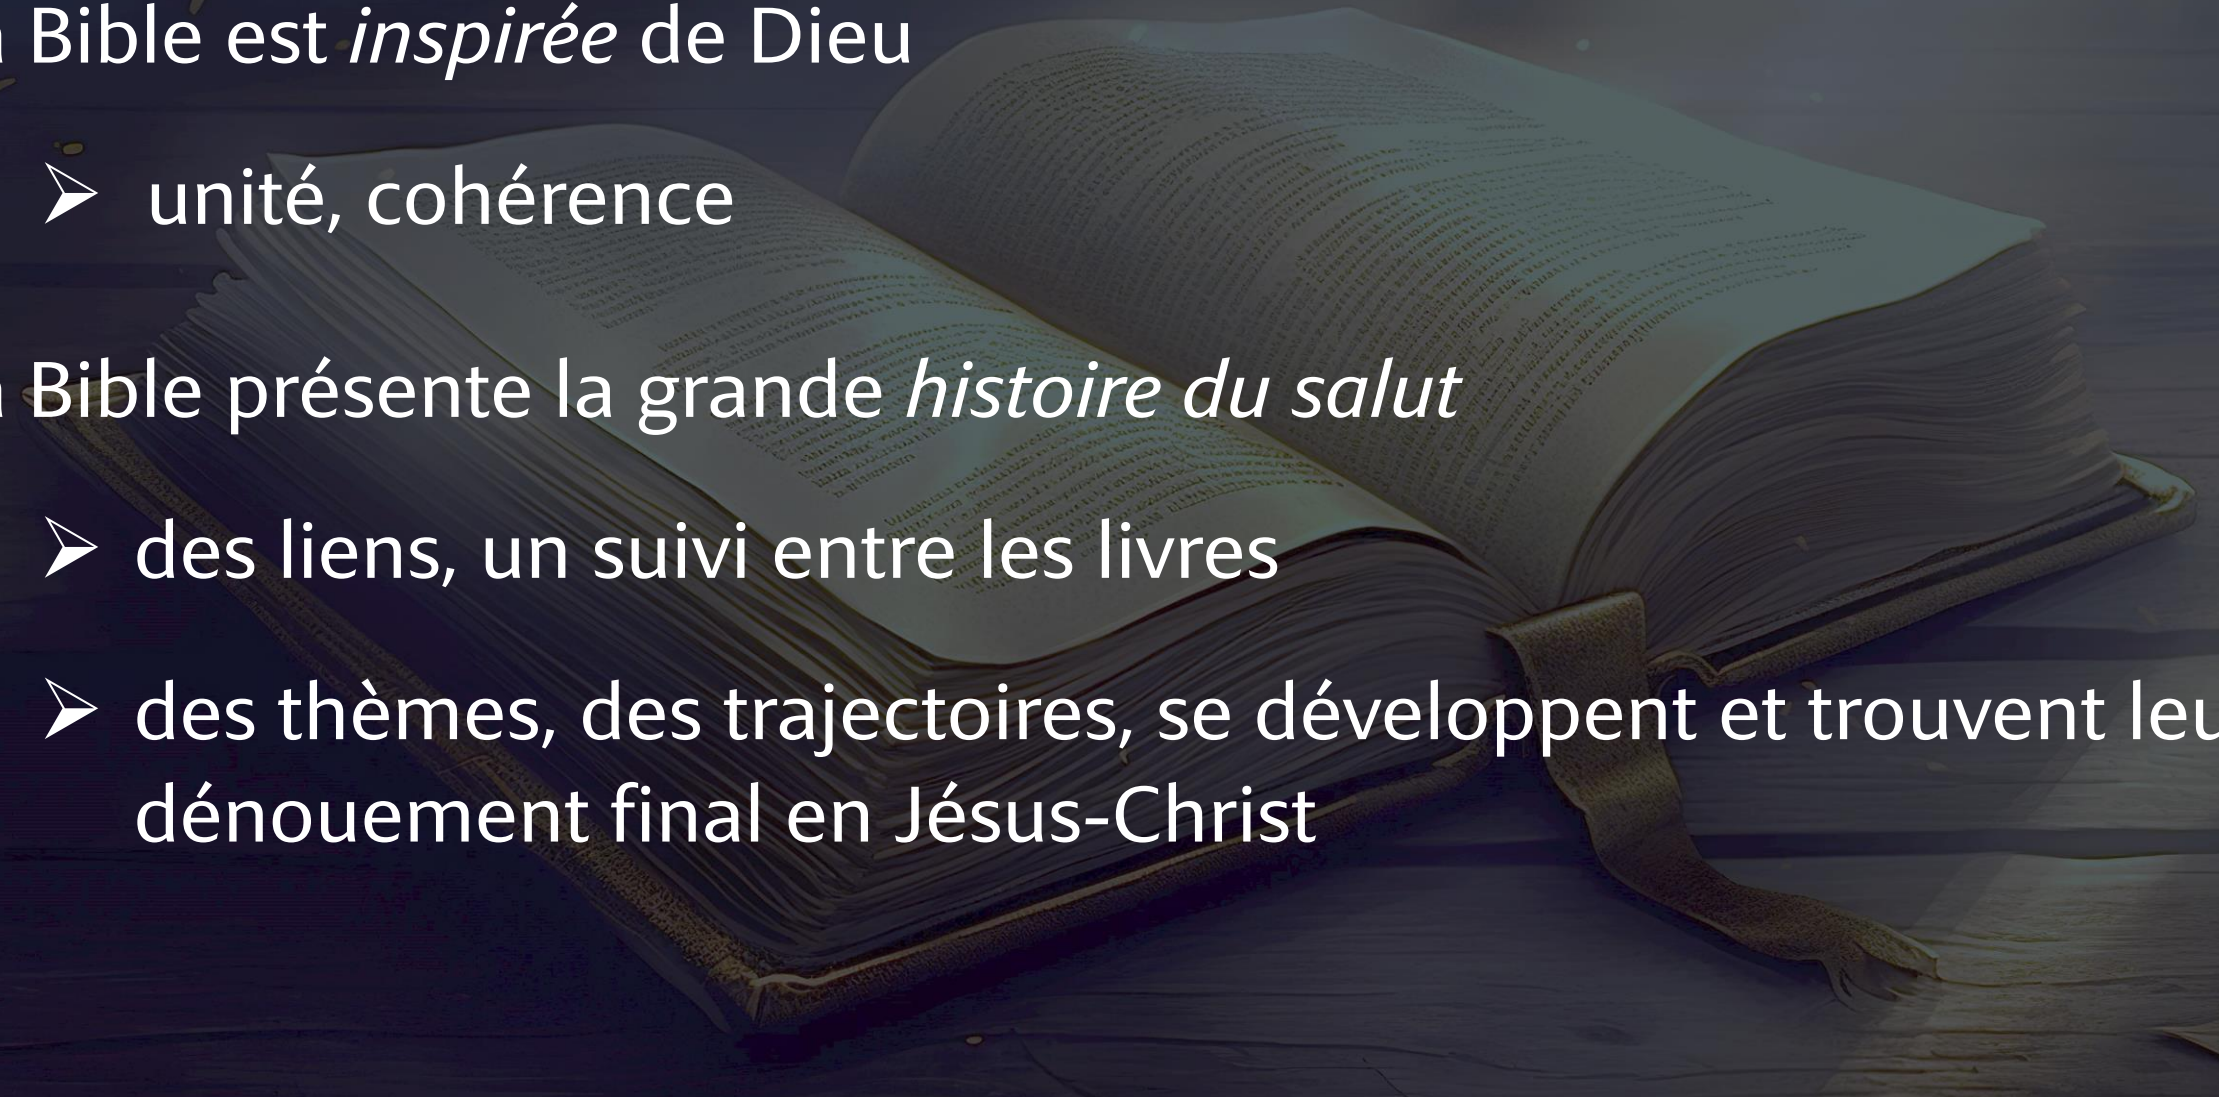 a Bible est inspirée de Dieu
➢ unité, cohérence
a Bible présente la grande histoire du salut
➢ des liens, un suivi entre les livres
➢ des thèmes, des trajectoires, se développent et trouvent leu
dénouement final en Jésus-Christ